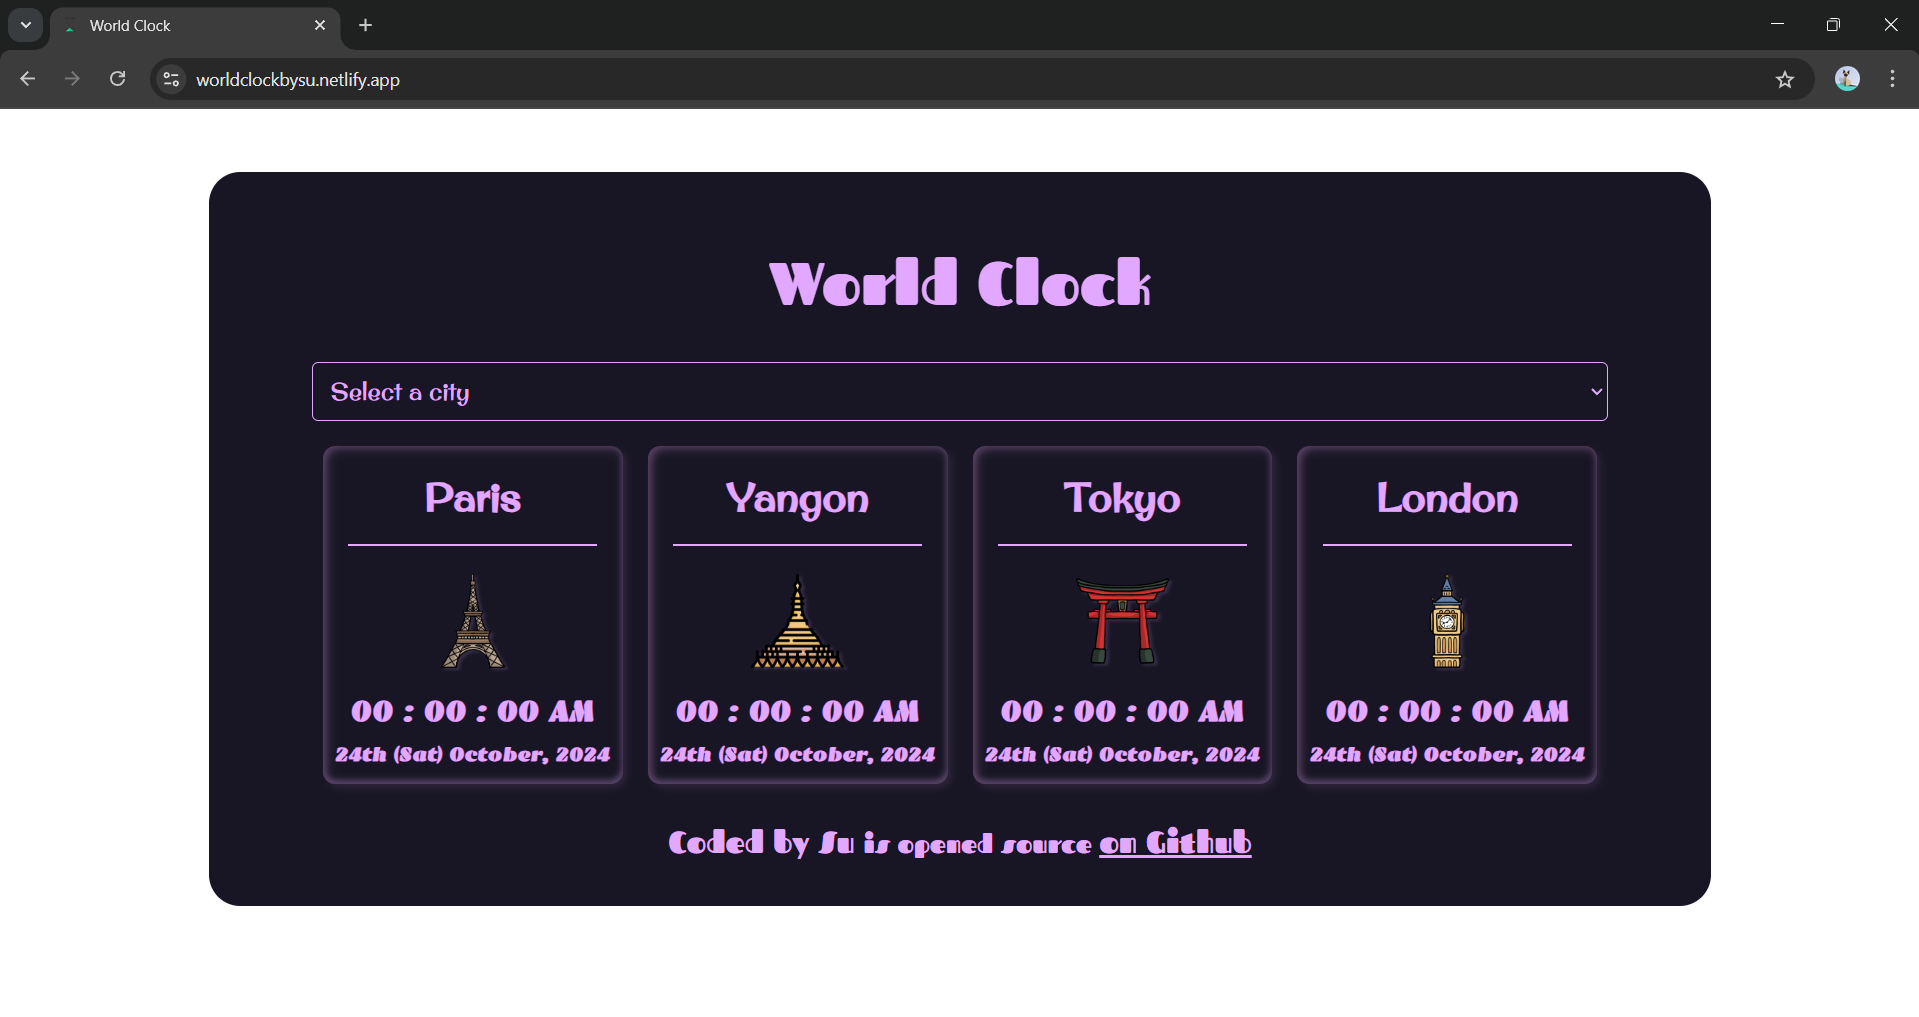 World Clock
worldclockbysu.netlify.app
World Clock
Select a city
Paris
Yangon
Tokyo
London
00 : 00 : 00 AM
00 : 00 : 00 AM
00 : 00 : 00 AM
00 : 00 : 00 AM
24th (Sat) October, 2024
24th (Sat) October, 2024
24th (Sat) October, 2024
24th (Sat) October, 2024
Coded by Su is opened source on Github